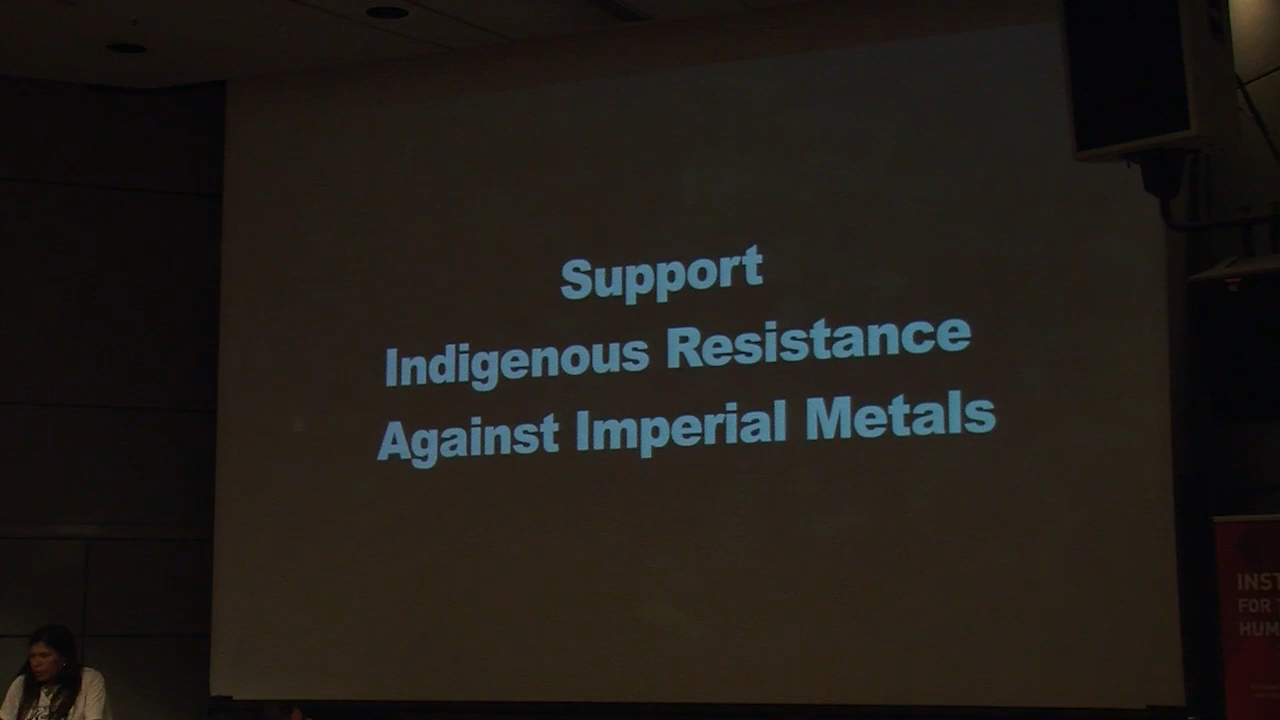 Support
Indigenous Resistance
Against Imperial Metals
INST
FOR
HUM